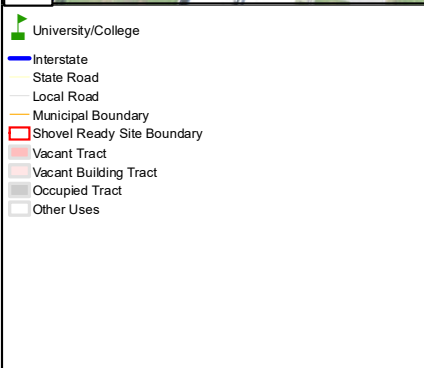 University/College
Interstate
State Road
Local Road
Municipal Boundary
Shovel Ready Site Boundary
Vacant Tract
Vacant Building Tract
Occupied Tract
Other Uses